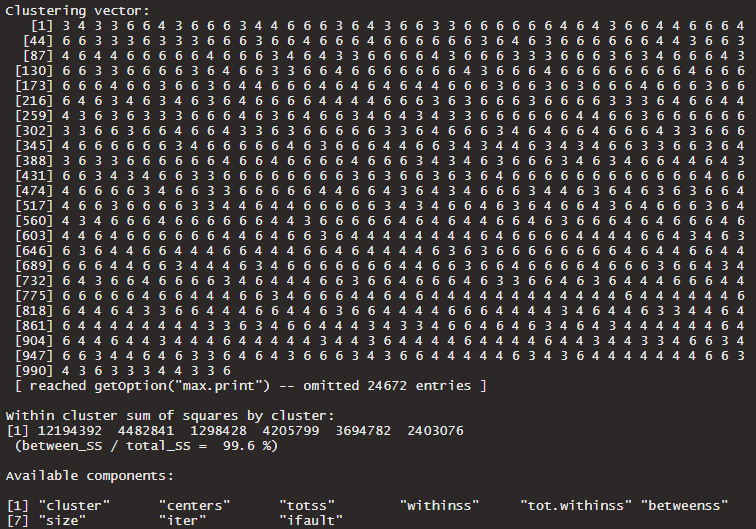 Clustering vector:
[1] 3 4 3 3 6 6 4 3 6 6 6 3 4 4 6 6 6 3 6 4 3 6 6 3 3 6 6 6 6 6 6 4 6 4 3 6 6 4 4 6 6 6 4
[44] 6 6 3 3 3 6 3 3 3 6 6 6 3 6 6 4 6 6 6 4 6 6 6 6 6 6 3 6 4 6 3 6 6 6 6 6 6 4 4 3 6 6 3
[87] 4 6 4 4 6 6 6 6 6 4 6 6 6 3 4 6 4 3 3 6 6 6 6 4 3 6 6 6 3 3 3 6 6 6 3 6 3 4 6 6 6 4 3
[130] 6 6 3 3 6 6 6 6 3 6 4 6 6 3 3 6 6 4 6 6 6 6 6 6 6 4 3 6 6 6 4 6 6 6 6 6 6 6 6 4 6 6 6
[173] 6 6 6 4 6 6 3 6 6 3 6 4 4 6 6 6 4 6 4 6 4 6 4 4 6 6 6 3 6 6 3 6 3 6 6 6 6 4 6 6 6 3 6 6
[216] 6 4 6 3 4 6 3 4 6 3 6 4 6 6 6 6 4 4 4 4 6 6 6 3 6 3 6 6 6 3 6 6 6 6 3 3 3 6 4 6 6 4 4
[259] 4 3 6 3 6 3 3 3 6 6 6 4 6 3 6 4 6 6 3 4 6 4 3 4 3 3 6 6 6 6 6 6 4 4 6 6 3 6 6 6 6 6 6
[302] 3 3 6 6 3 6 6 4 6 6 4 3 3 6 3 6 6 6 6 6 3 3 6 4 6 6 6 3 4 6 4 6 6 4 6 6 6 4 3 3 6 6 6
[345] 4 6 6 6 6 6 3 4 6 6 6 6 6 4 6 3 6 6 6 4 4 6 6 3 4 3 4 4 6 3 4 3 4 6 6 3 3 6 6 3 6 4
[388] 3 6 3 3 6 6 6 6 6 4 6 6 4 6 6 6 6 4 6 6 6 3 4 3 4 6 3 6 6 6 3 4 6 3 4 6 6 4 4 6 4 3
[431] 6 6 3 4 3 4 6 6 3 3 6 6 6 6 6 6 3 6 3 6 6 3 6 3 6 4 6 6 6 6 6 6 6 6 6 6 6 6 6 4 6 6
[474] 4 6 6 6 3 4 6 6 3 3 6 6 6 6 6 4 4 6 6 4 3 6 4 3 4 6 6 6 3 4 4 6 3 6 4 6 3 6 3 6 6 4
[517] 4 6 6 3 6 6 6 6 3 3 4 4 6 4 4 6 6 6 6 6 3 4 3 4 6 6 4 6 3 6 4 6 6 4 3 6 4 6 6 6 3 6 4
[560] 4 3 4 6 6 6 4 6 6 6 6 6 6 4 4 3 6 6 6 6 6 6 4 6 4 6 4 4 6 6 4 6 3 6 6 6 4 6 4 6 6 6 4 6
[603] 4 4 6 4 6 6 6 6 6 6 4 4 6 4 6 6 3 6 4 4 4 4 4 4 4 4 6 4 6 6 6 6 4 4 4 4 6 6 4 3 4 6 3
[646] 6 3 6 4 4 6 6 4 4 4 6 6 4 4 4 6 6 4 6 4 4 4 6 3 6 3 6 6 6 6 6 6 6 6 4 6 4 4 6 6 4 4
[689] 6 6 6 4 4 6 6 3 4 4 4 6 3 4 6 6 6 6 6 6 6 4 4 6 6 3 6 6 4 6 6 6 6 4 6 6 6 3 6 6 4 3 4
[732] 6 4 3 6 6 4 6 6 6 6 3 4 6 4 4 4 6 6 3 6 6 4 6 6 6 4 6 3 3 6 6 4 6 3 6 4 4 4 6 6 6 4 4
[775] 6 6 6 6 6 4 6 6 4 4 4 6 6 3 4 6 6 6 4 4 6 4 6 4 4 4 4 4 4 4 4 4 4 4 4 6 4 4 4 4 4 4 6
[818] 6 4 4 6 4 3 3 6 6 4 4 4 6 6 4 4 6 3 6 6 4 4 4 4 6 6 6 4 6 6 4 4 4 4 3 4 6 4 4 6 3 3 4 4 6 4
[861] 6 4 4 4 4 4 4 4 4 3 3 6 3 4 6 6 4 4 4 3 4 3 3 4 6 6 4 6 4 6 3 4 6 4 3 4 4 4 4 4 4 6 4
[904] 6 4 4 6 4 4 3 4 4 4 6 4 4 4 4 4 3 4 4 3 6 4 4 4 4 6 4 4 4 4 6 4 4 3 4 4 3 3 4 6 6 3 4
[947] 6 6 3 4 4 6 4 6 3 3 6 4 6 4 3 6 6 6 3 4 3 6 6 4 4 4 4 4 6 3 4 3 6 4 4 4 4 4 4 4 6 6 3
[990] 4 3 6 3 3 3 4 4 3 3 6
[ reached getOption("max.print") -- omitted 24672 entries ]
Within cluster sum of squares by cluster:
[1] 12194392 4482841 1298428 4205799 3694782 2403076
(between_SS / total_SS = 99.6 %)
Available components:
[1] "cluster" "centers" "totss" "withinss" "tot.withinss" "betweenss"
[7] "size" "iter" "ifault"